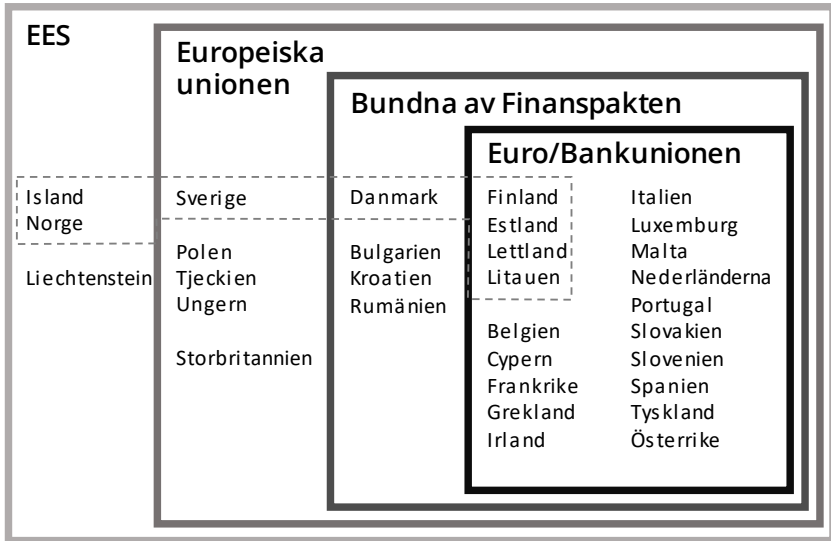 EES
Europeiska
unionen
Bundna av Finanspakten
Euro/Bankunionen
Island
Norge
Liechtenstein
Sverige
Polen
Tjeckien
Ungern
Storbritannien
Danmark
Bulgarien
Kroatien
Rumänien
Finland
Estland
Lettland
Litauen
Belgien
Cypern
Frankrike
Grekland
Irland
Italien
Luxemburg
Malta
Nederländerna
Portugal
Slovakien
Slovenien
Spanien
Tyskland
Österrike